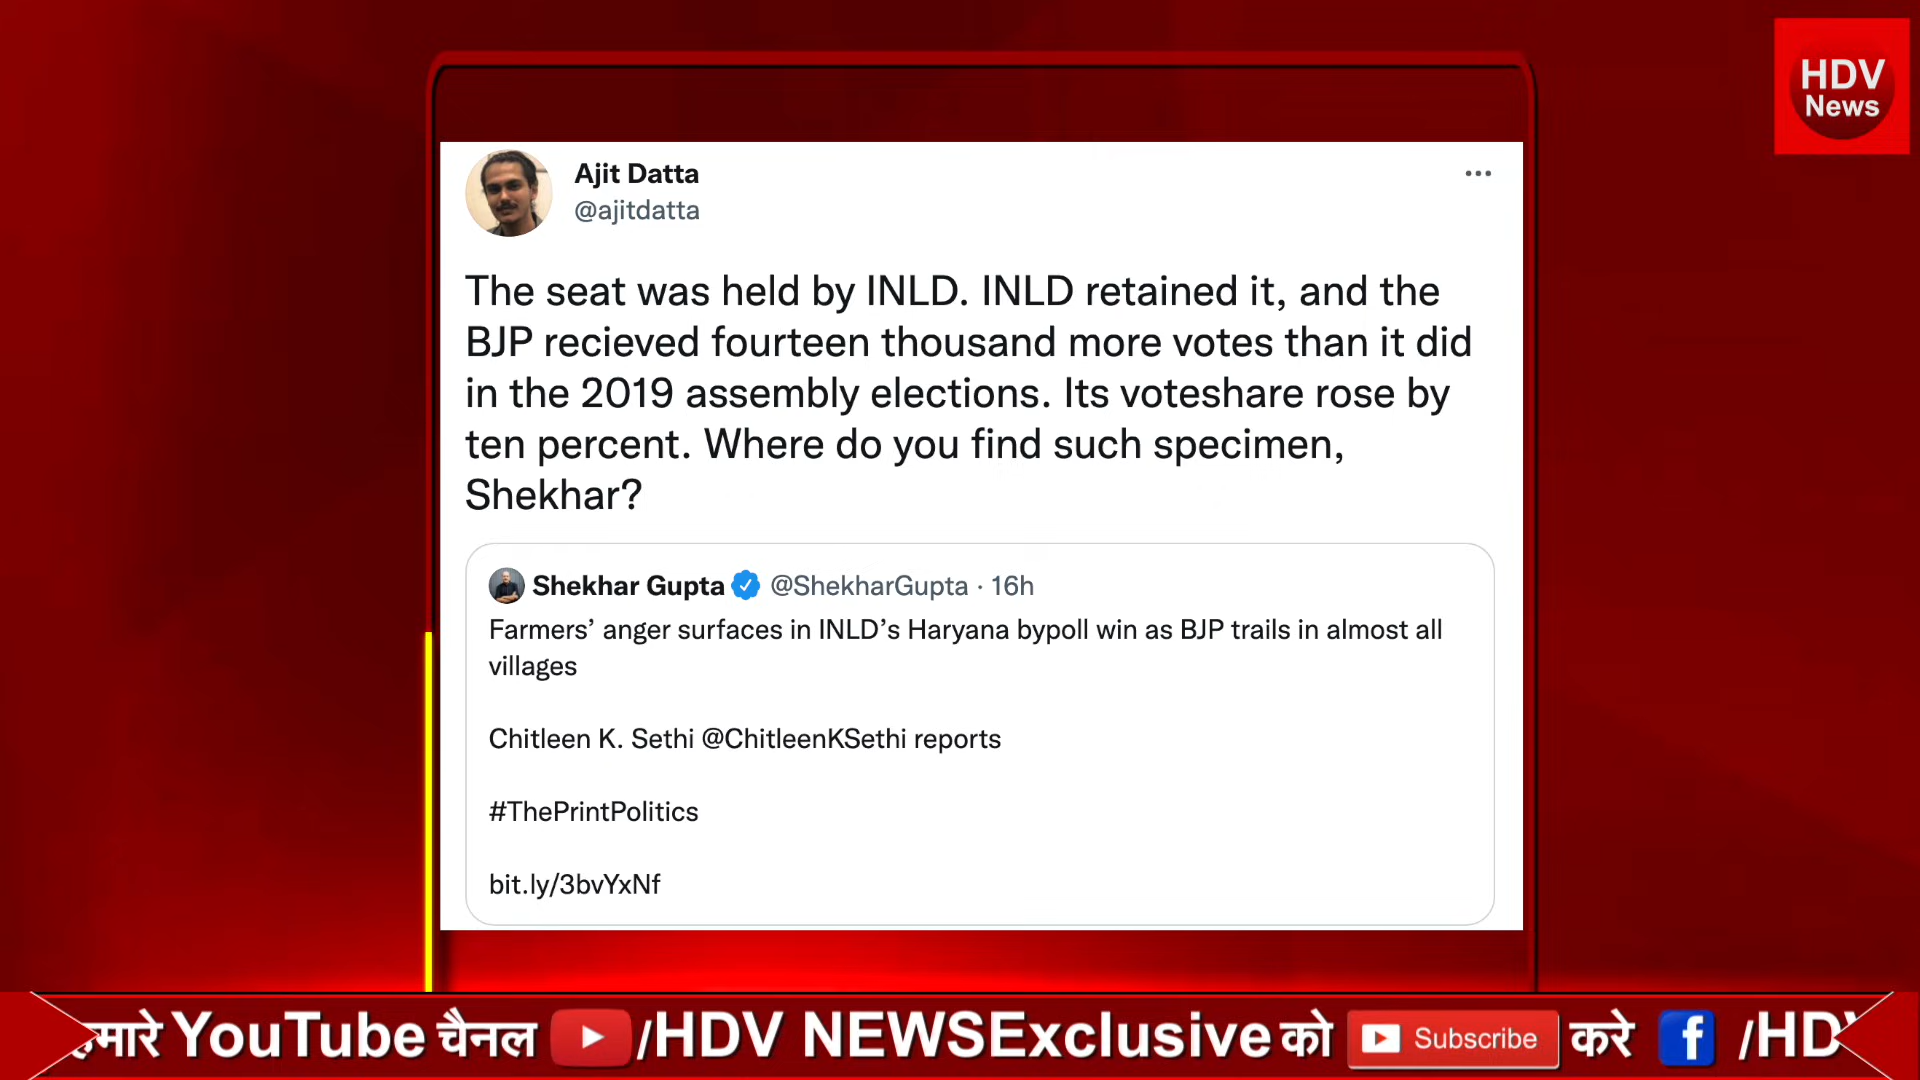 HDV
News
Ajit Datta
@ajitdatta
The seat was held by INLD. INLD retained it, and the
BJP recieved fourteen thousand more votes than it did
in the 2019 assembly elections. Its voteshare rose by
ten percent. Where do you find such specimen,
Shekhar?
Shekhar Gupta @ShekharGupta · 16h
Farmers’ anger surfaces in INLD’s Haryana bypoll win as BJP trails in almost all
villages
Chitleen K. Sethi @ChitleenKSethi reports
#ThePrintPolitics
bit.ly/3bvYxNf
YouTube चैनल /HDV NEWSExclusive को Subscribe करे f